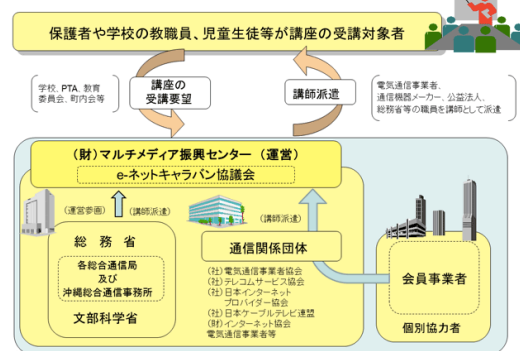 保護者や学校の教職員、児童生徒等が講座の受講対象者
学校、PTA、教育
委員会、町内会等
講座の
受講要望
講師派遣
電気通信事業者、
通信機器メーカー、公益法人、
総務省等の職員を講師として派遣
(財)マルチメディア振興センター (運営)
e-ネットキャラバン協議会
(運営参画)
(講師派遣)
(講師派遣)
総務省
各総合通信局
及び
沖縄総合通信事務所
文部科学省
通信関係団体
(社)電気通信事業者協会
(社)テレコムサービス協会
(社)日本インターネット
プロバイダー協会
(社)日本ケーブルテレビ連盟
(財)インターネット協会
電気通信事業者等
会員事業者
個別協力者